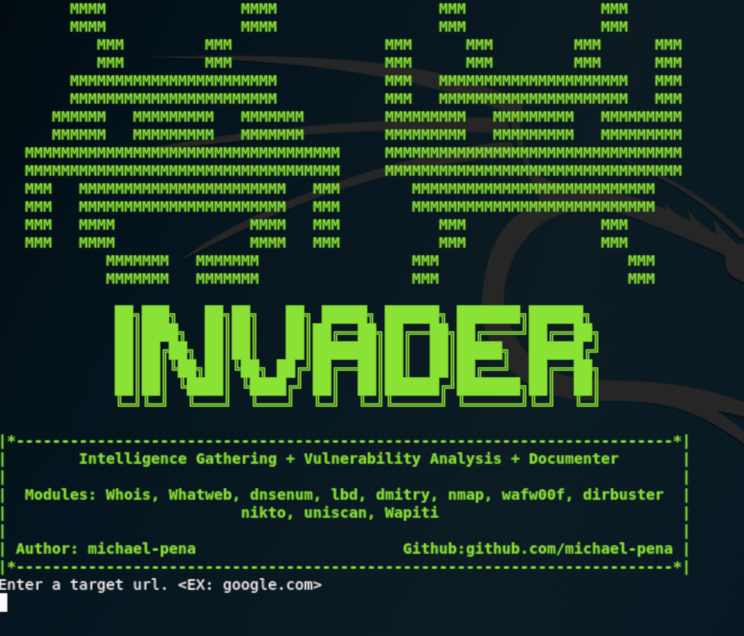 INVADER
|*-------------------------------------------------------------------------*|
Intelligence Gathering + Vulnerability Analysis + Documenter
Modules: Whois, Whatweb, dnsenum, lbd, dmitry, nmap, wafw00f, dirbuster
nikto, uniscan, Wapiti
Author: michael-pena Github:github.com/michael-pena
|*-------------------------------------------------------------------------*|
Enter a target url. <EX: google.com>